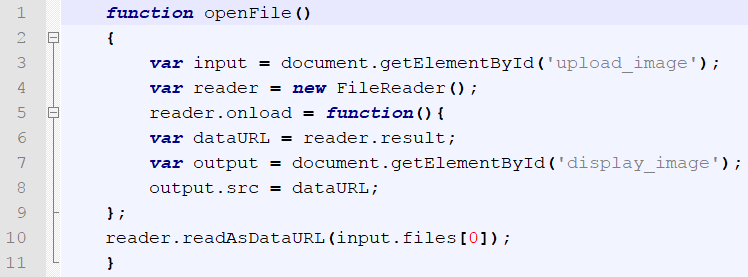 1 function openFile()
2 {
3 var input = document.getElementById('upload_image');
4 var reader = new FileReader();
5 reader.onload = function(){
6 var dataURL = reader.result;
7 var output = document.getElementById('display_image');
8 output.src = dataURL;
9 };
10 reader.readAsDataURL(input.files[0]);
11 }